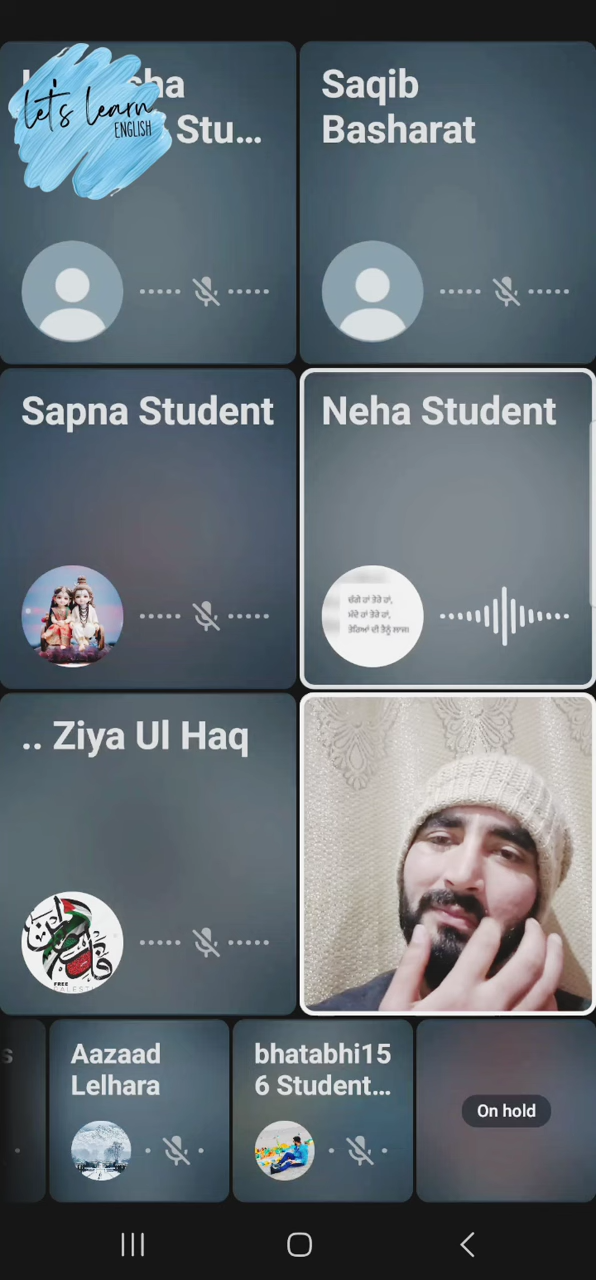 let's learn
ENGLISH
Stu...
Saqib
Basharat
Sapna Student
Neha Student
ਚੰਗੇ ਹਾਂ ਤੇਰੇ ਹਾਂ,
ਮੰਦੇ ਹਾਂ ਤੇਰੇ ਹਾਂ,
.. Ziya Ul Haq
FREE
Aazaad
Lelhara
bhatabhi15
6 Student...
On hold